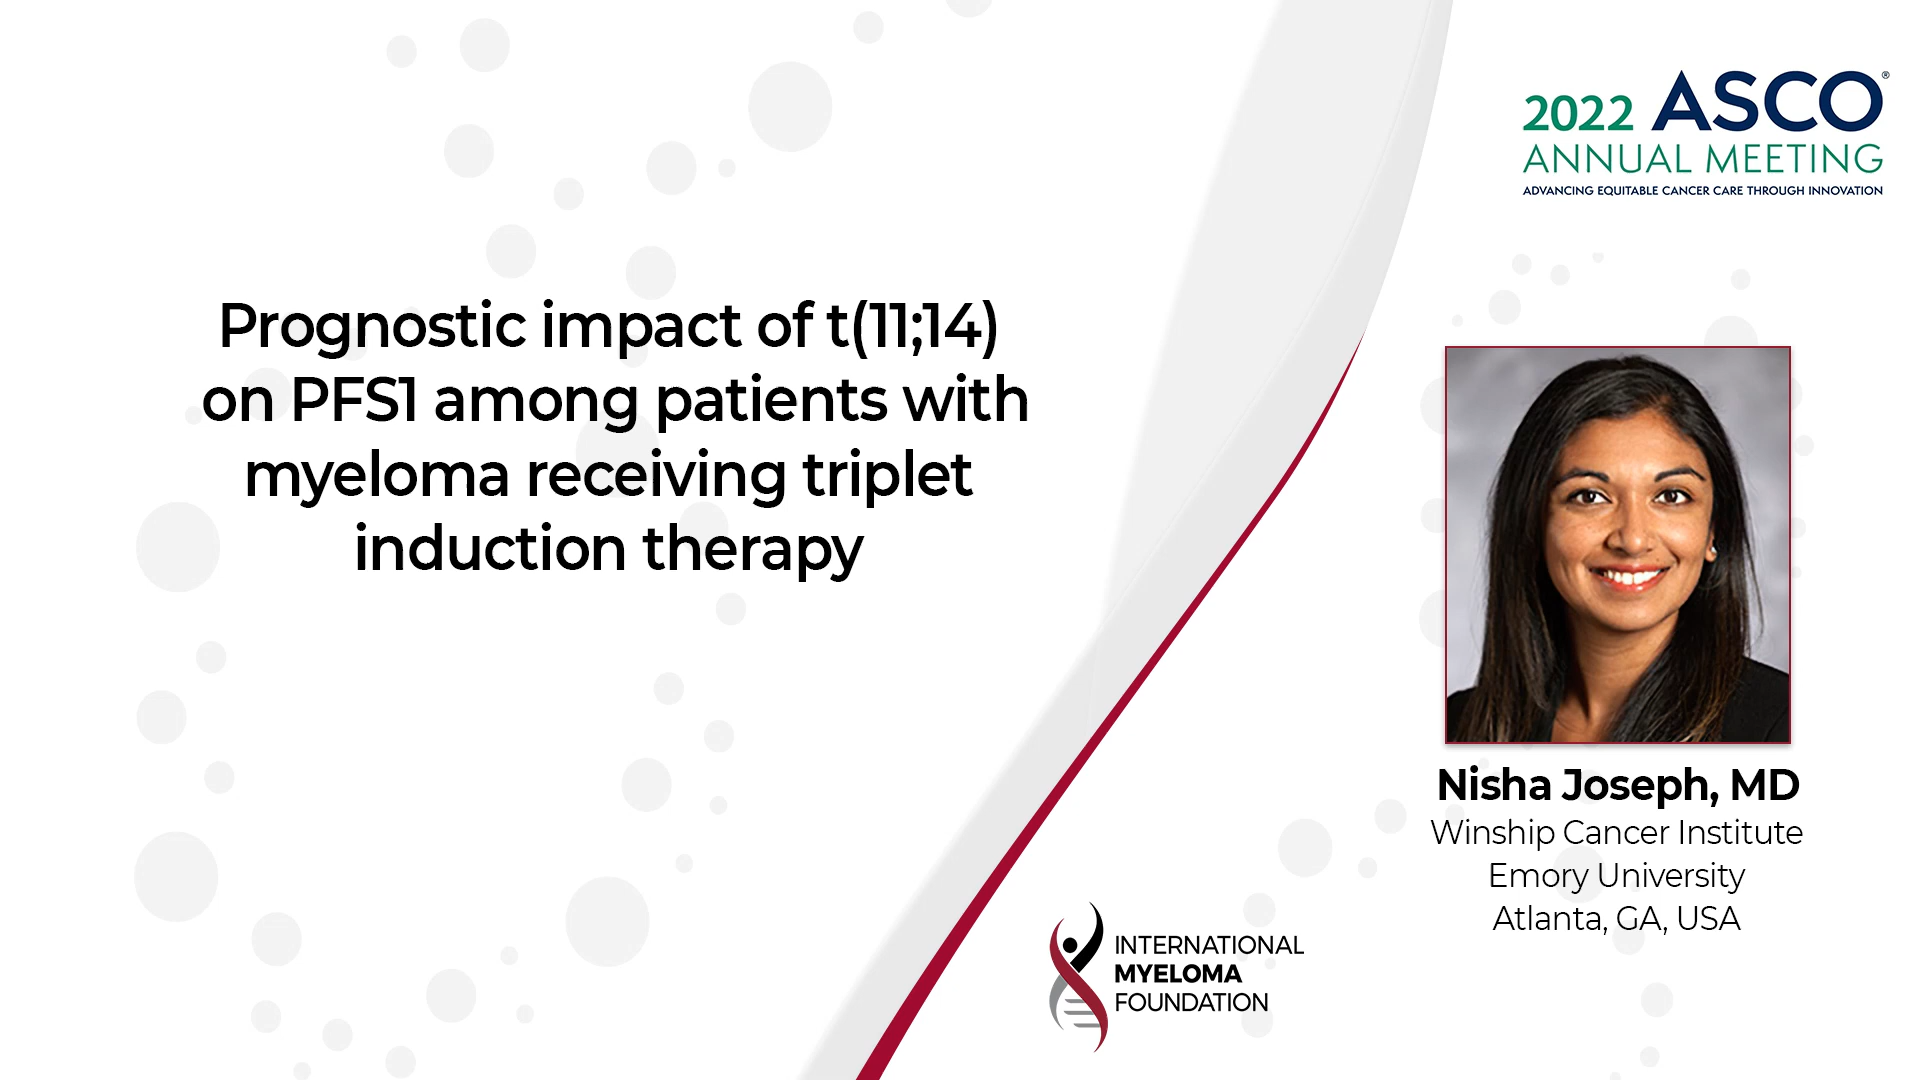 Prognostic impact of t(11;14)
on PFS1 among patients with
myeloma receiving triplet
induction therapy
2022 ASCO®
ANNUAL MEETING
ADVANCING EQUITABLE CANCER CARE THROUGH INNOVATION
Nisha Joseph, MD
Winship Cancer Institute
Emory University
Atlanta, GA, USA
INTERNATIONAL
MYELOMA
FOUNDATION